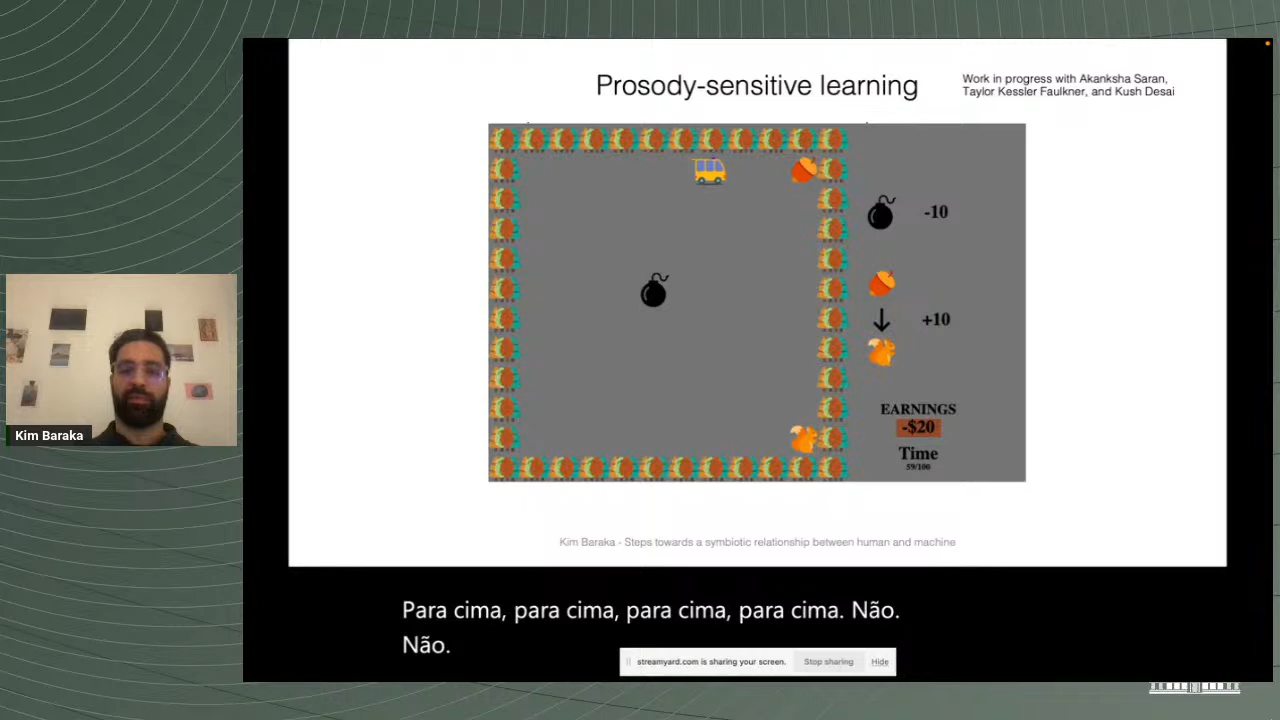 Prosody-sensitive learning
Work in progress with Akanksha Saran,
Taylor Kessler Faulkner, and Kush Desai
-10
+10
EARNINGS
-$20
Time
59/100
Kim Baraka
Kim Baraka - Steps towards a symbiotic relationship between human and machine
Para cima, para cima, para cima, para cima. Não.
Não.
streamyard.com is sharing your screen.
Stop sharing
Hide